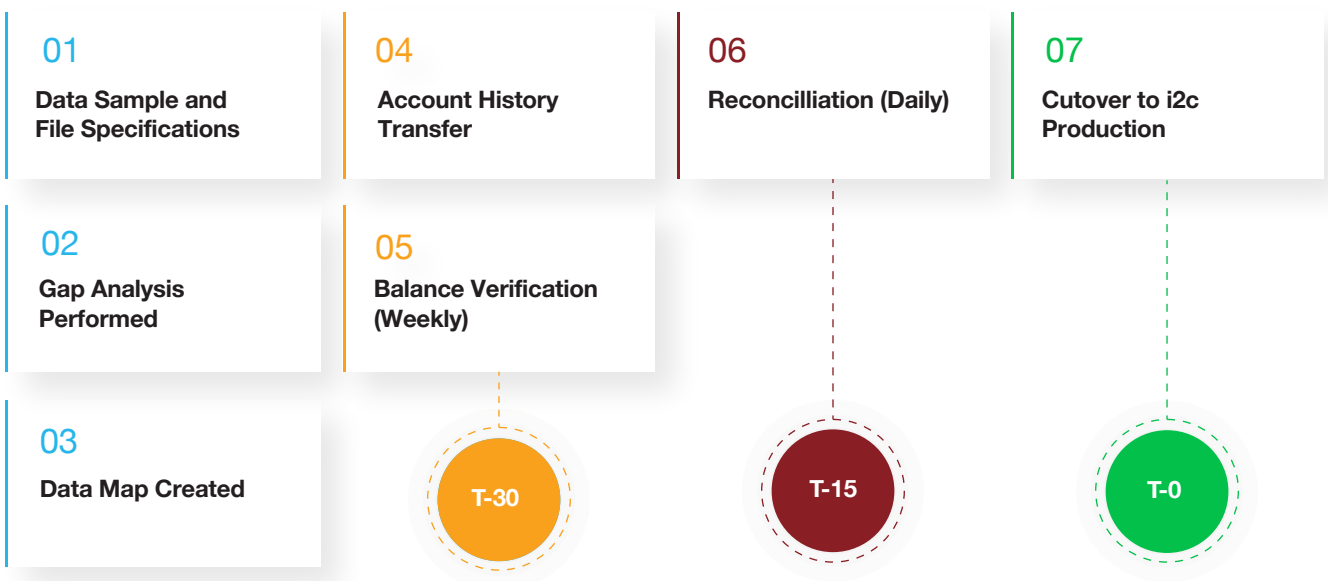 01
Data Sample and
File Specifications
02
Gap Analysis
Performed
03
Data Map Created
04
Account History
Transfer
05
Balance Verification
(Weekly)
T-30
06
Reconcilliation (Daily)
T-15
07
Cutover to i2c
Production
T-0